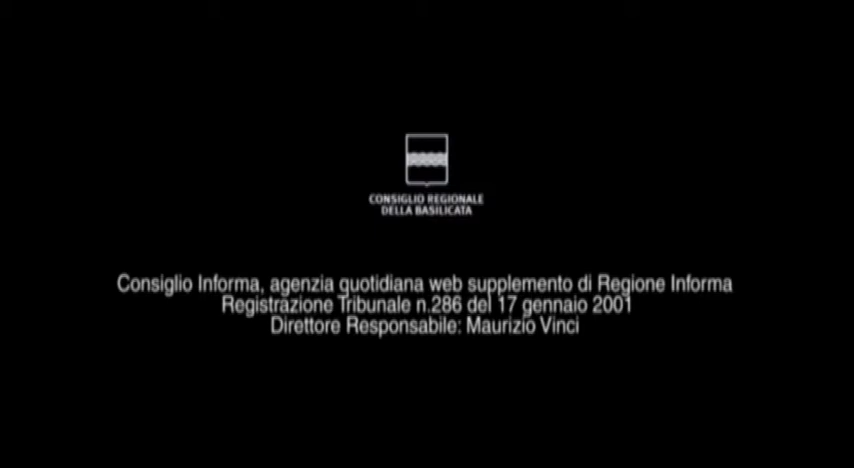 CONSIGLIO REGIONALE
DELLA BASILICATA
Consiglio Informa, agenzia quotidiana web supplemento di Regione Informa
Registrazione Tribunale n.286 del 17 gennaio 2001
Direttore Responsabile: Maurizio Vinci